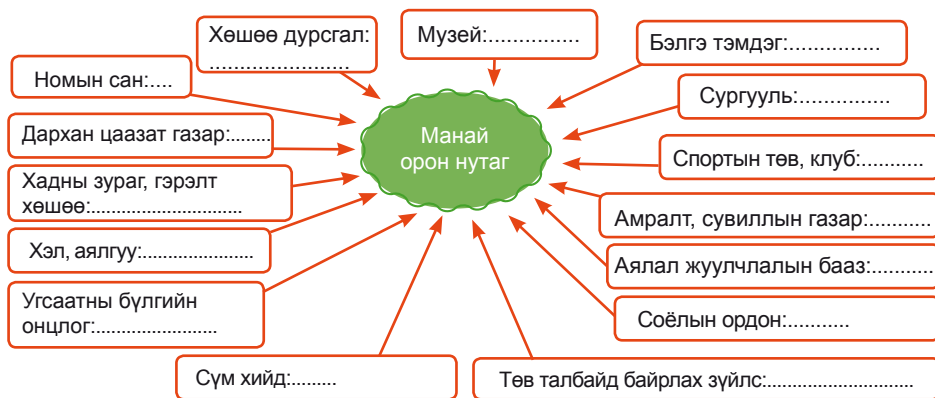 Хөшөө дурсгал:
......................
Музей:...............
Бэлгэ тэмдэг:...............
Номын сан:....
Сургууль:...............
Дархан цаазат газар:........
Манай
орон нутаг
Спортын төв, клуб:...........
Хадны зураг, гэрэлт
хөшөө:..............................
Амралт, сувиллын газар:............
Хэл, аялгуу:......................
Аялал жуулчлалын бааз:...........
Угсаатны бүлгийн
онцлог:........................
Соёлын ордон:...........
Сүм хийд:.........
Төв талбайд байрлах зүйлс:.............................